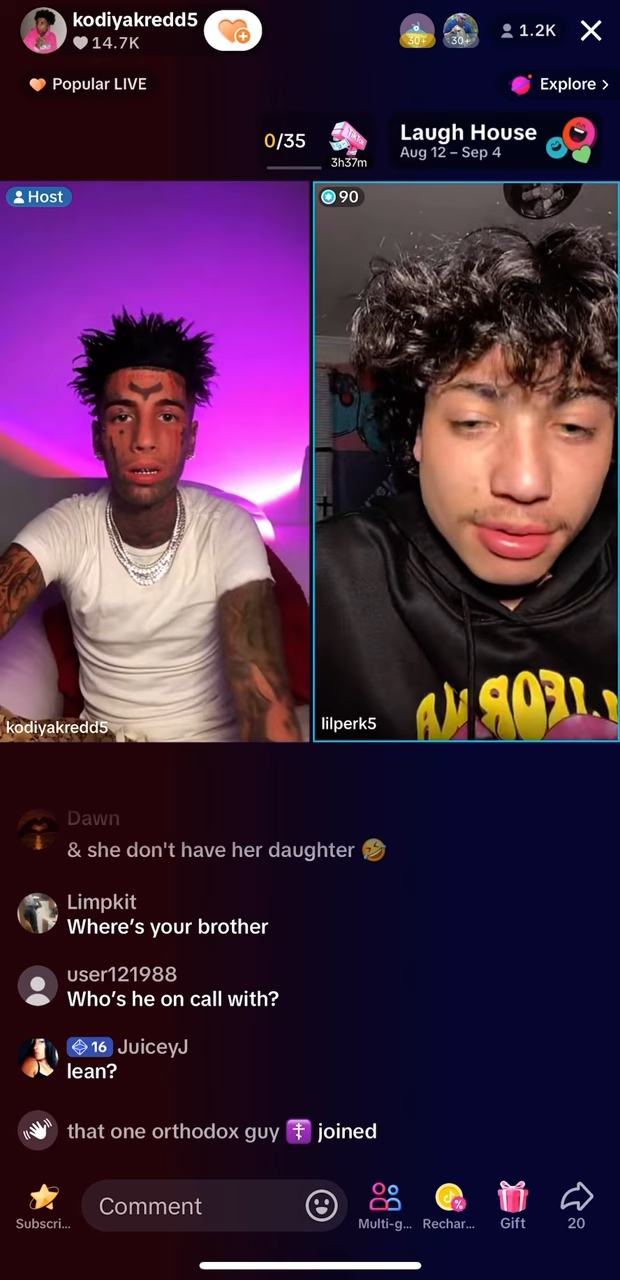 kodiyakredd5
14.7K
30+
30+
1.2K
Popular LIVE
Explore >
0/35
3h37m
Laugh House
Aug 12 – Sep 4
Host
90
kodiyakredd5
lilperk5
Dawn
& she don't have her daughter 🤣
Limpkit
Where’s your brother
user121988
Who’s he on call with?
16 JuiceyJ
lean?
that one orthodox guy ☦️ joined
Comment
Subscri...
Multi-g...
Rechar...
Gift
20